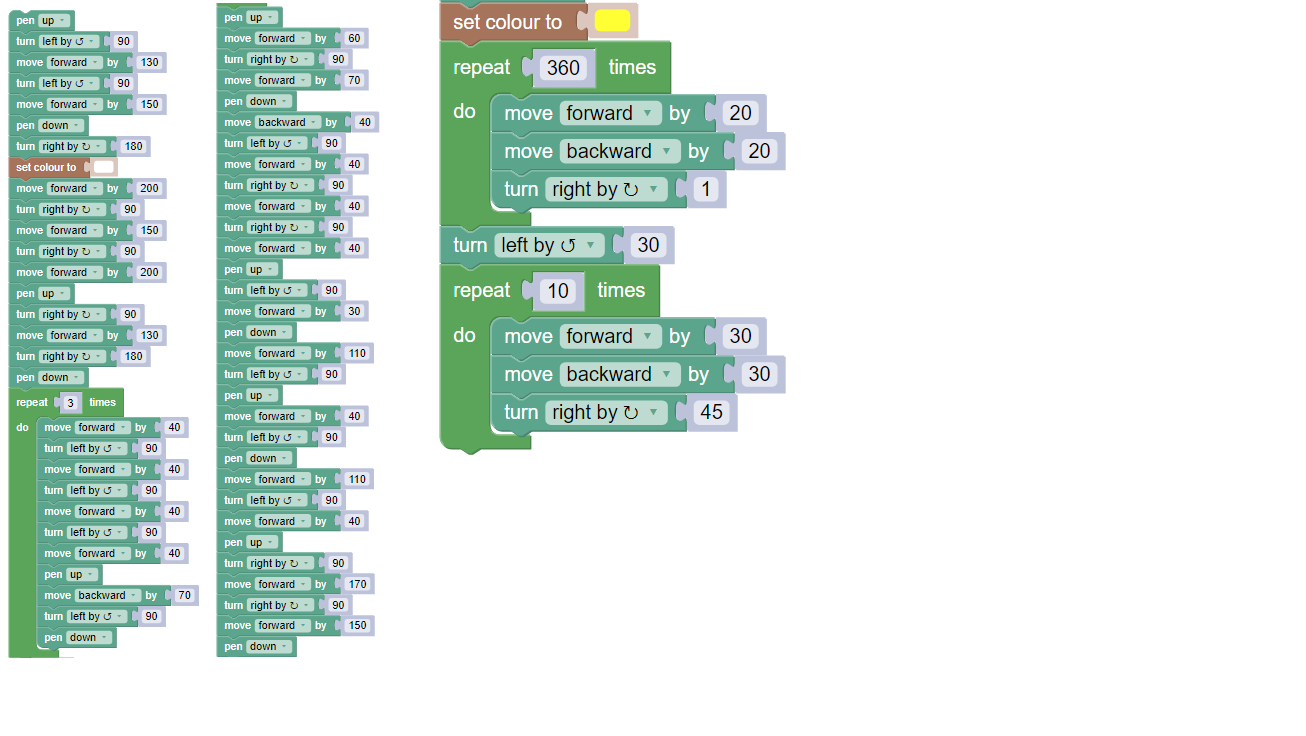 pen up
turn left by ↺ 90
move forward by 130
turn left by ↺ 90
move forward by 150
pen down
turn right by ↻ 180
set colour to
move forward by 200
turn right by ↻ 90
move forward by 150
turn right by ↻ 90
move forward by 200
pen up
turn right by ↻ 90
move forward by 130
turn right by ↻ 180
pen down
repeat 3 times
do move forward by 40
turn left by ↺ 90
move forward by 40
turn left by ↺ 90
move forward by 40
turn left by ↺ 90
move forward by 40
pen up
move backward by 70
turn left by ↺ 90
pen down
pen up
move forward by 60
turn right by ↻ 90
move forward by 70
pen down
move backward by 40
turn left by ↺ 90
move forward by 40
turn right by ↻ 90
move forward by 40
turn right by ↻ 90
move forward by 40
pen up
turn left by ↺ 90
move forward by 30
pen down
move forward by 110
turn left by ↺ 90
pen up
move forward by 40
turn left by ↺ 90
pen down
move forward by 110
turn left by ↺ 90
move forward by 40
pen up
turn right by ↻ 90
move forward by 170
turn right by ↻ 90
move forward by 150
pen down
set colour to
repeat 360 times
do move forward by 20
move backward by 20
turn right by ↻ 1
turn left by ↺ 30
repeat 10 times
do move forward by 30
move backward by 30
turn right by ↻ 45